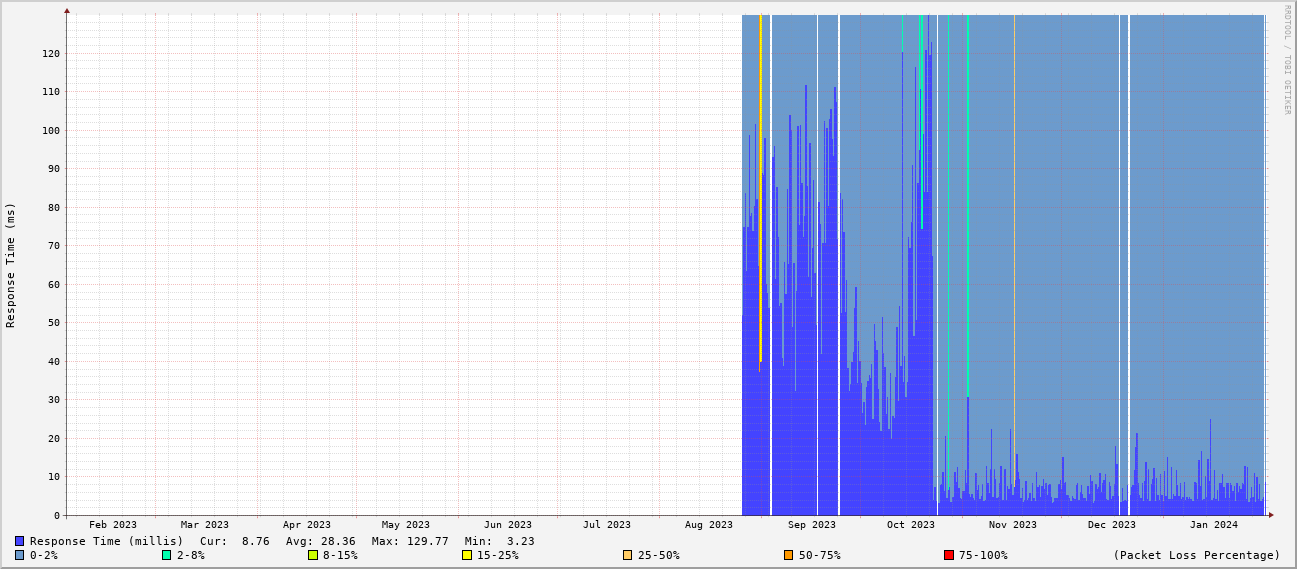 RRDTOOL / TOBI OETIKER
Response Time (ms)
120
110
100
90
80
70
60
50
40
30
20
10
0
Feb 2023 Mar 2023 Apr 2023 May 2023 Jun 2023 Jul 2023 Aug 2023 Sep 2023 Oct 2023 Nov 2023 Dec 2023 Jan 2024
Response Time (millis) Cur: 8.76 Avg: 28.36 Max: 129.77 Min: 3.23
0-2% 2-8% 8-15% 15-25% 25-50% 50-75% 75-100% (Packet Loss Percentage)